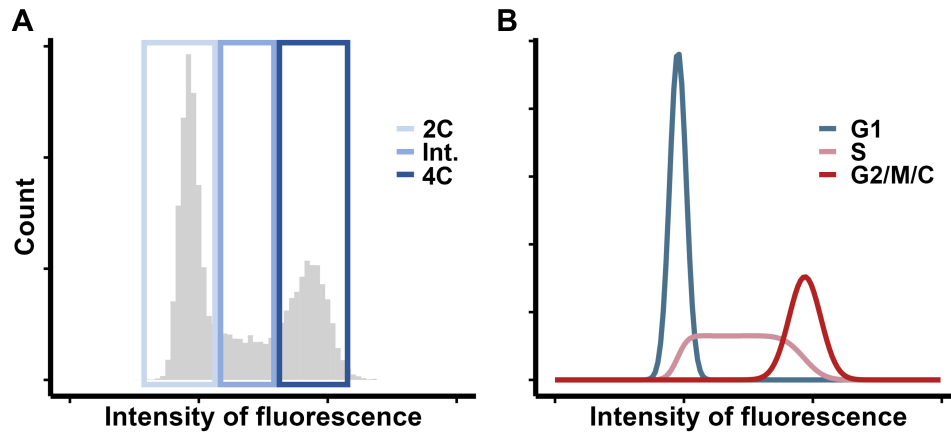 A
Count
2C
Int.
4C
Intensity of fluorescence
B
G1
S
G2/M/C
Intensity of fluorescence